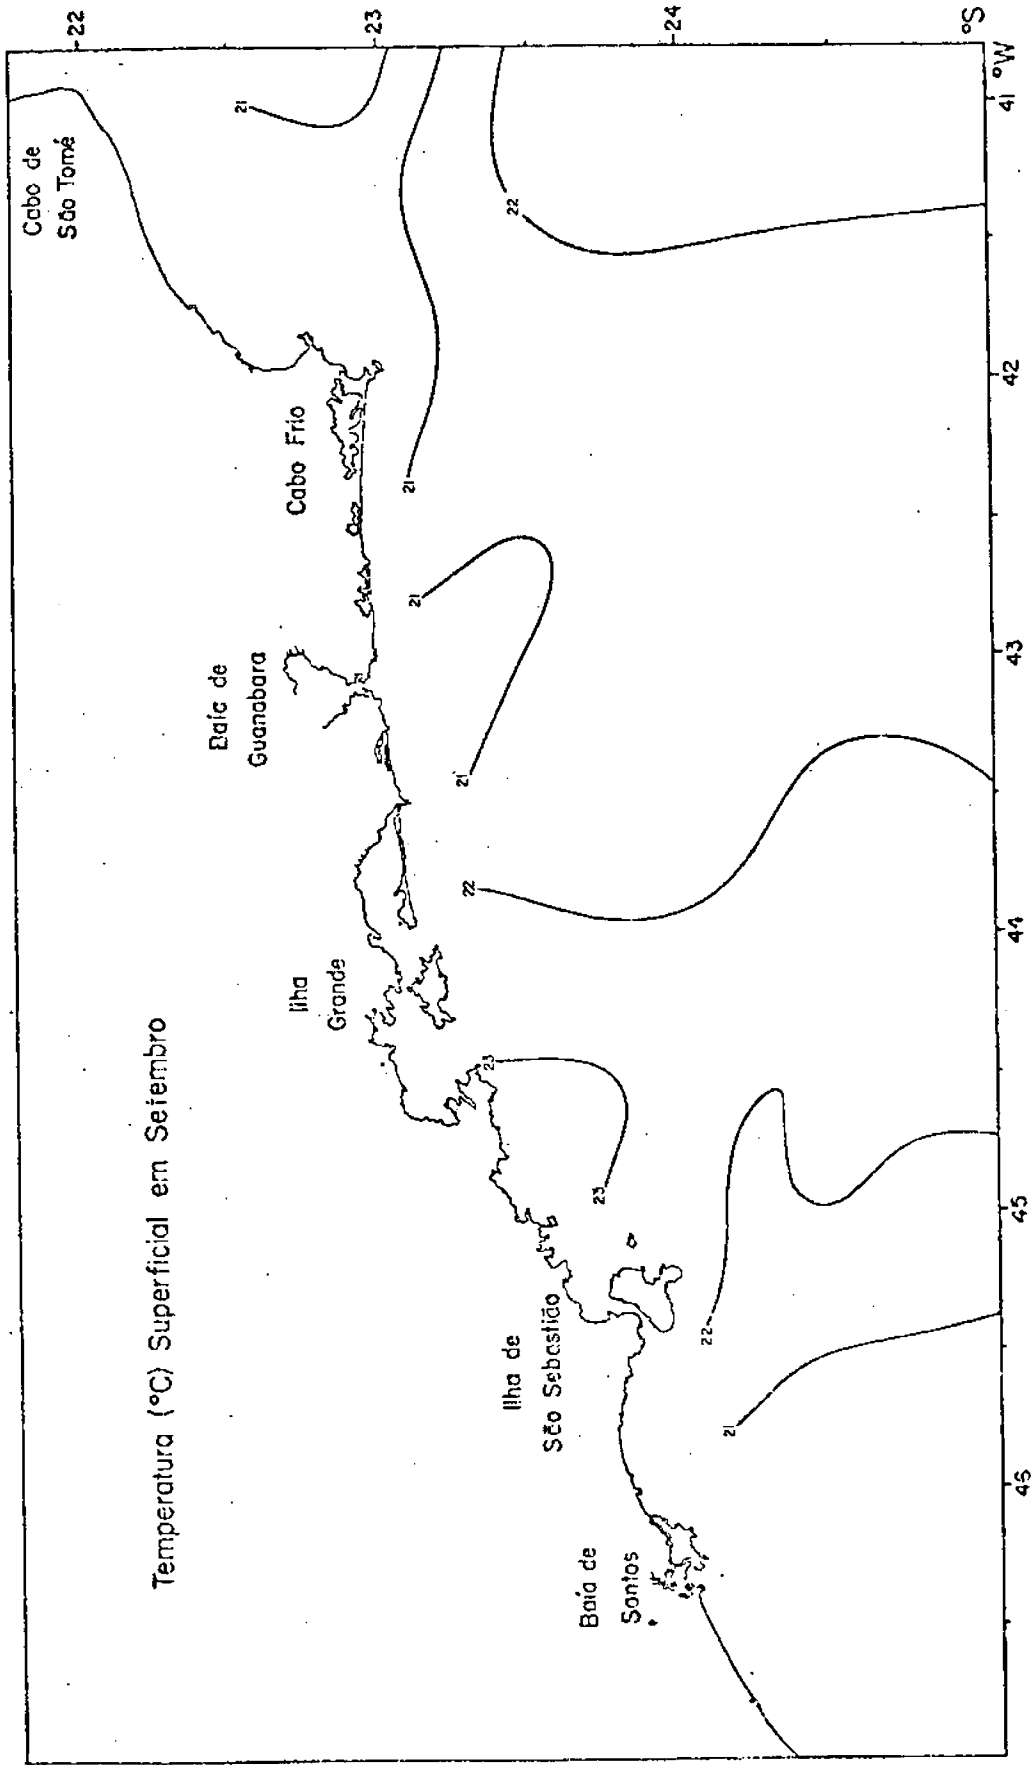 Temperatura (°C) Superficial em Setembro
Cabo de
São Tomé
Cabo Frio
Baía de
Guanabara
Ilha
Grande
Ilha de
São Sebastião
Baía de
Santos
21
21
22
21
21
21
22
23
23
22
21
22
23
24
°S
46
45
44
43
42
41
°W